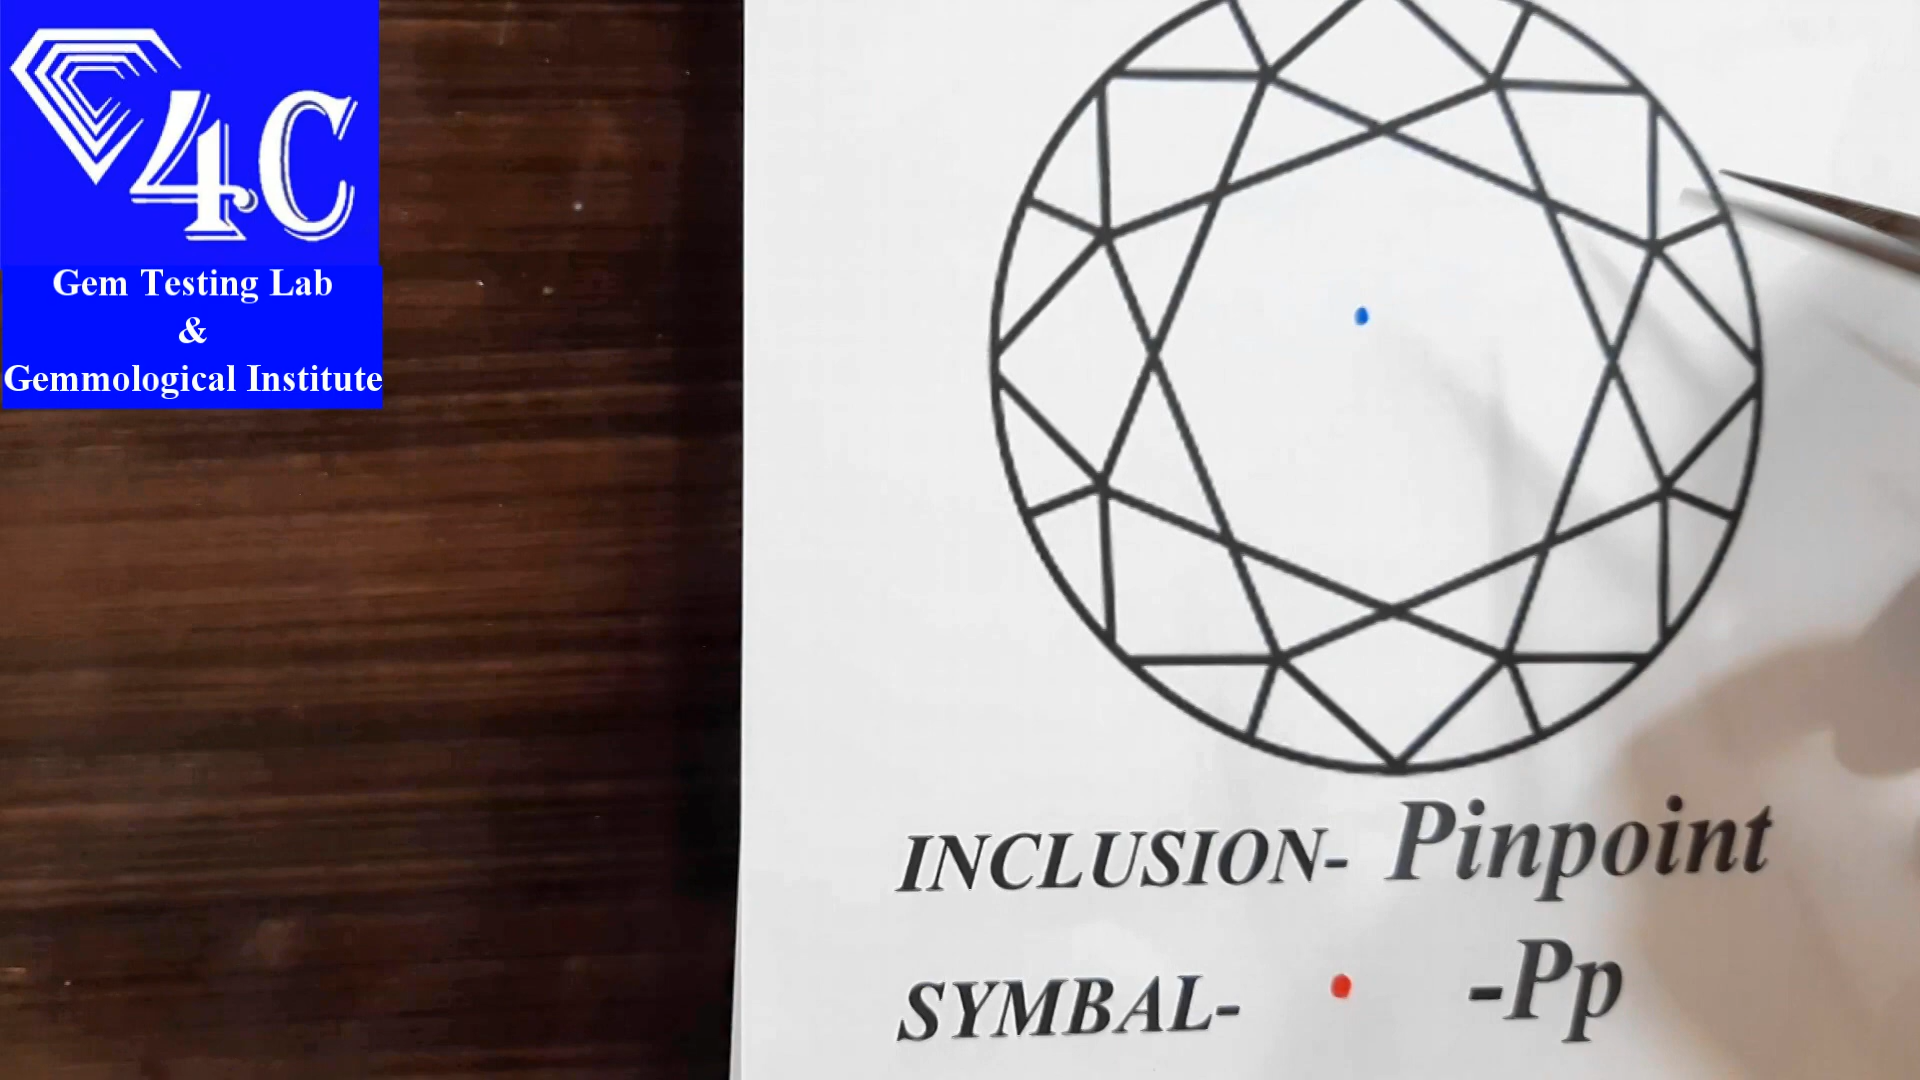 4C
Gem Testing Lab
&
Gemmological Institute
INCLUSION- Pinpoint
SYMBAL- -Pp